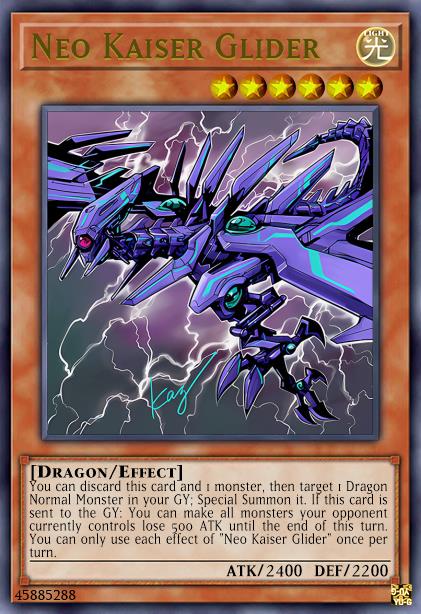 Neo Kaiser Glider
LIGHT
光
Kaz
[Dragon/Effect]
You can discard this card and 1 monster, then target 1 Dragon
Normal Monster in your GY; Special Summon it. If this card is
sent to the GY: You can make all monsters your opponent
currently controls lose 500 ATK until the end of this turn.
You can only use each effect of "Neo Kaiser Glider" once per
turn.
ATK/2400 DEF/2200
45885288